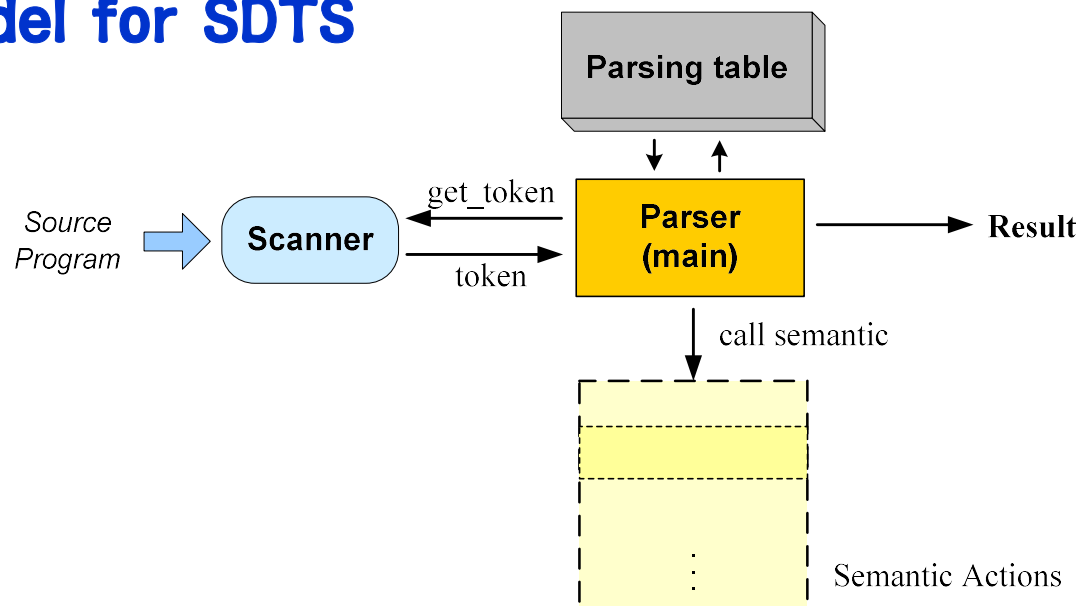 del for SDTS
Parsing table
get_token
Source
Program
Scanner
Parser
(main)
Result
token
call semantic
Semantic Actions